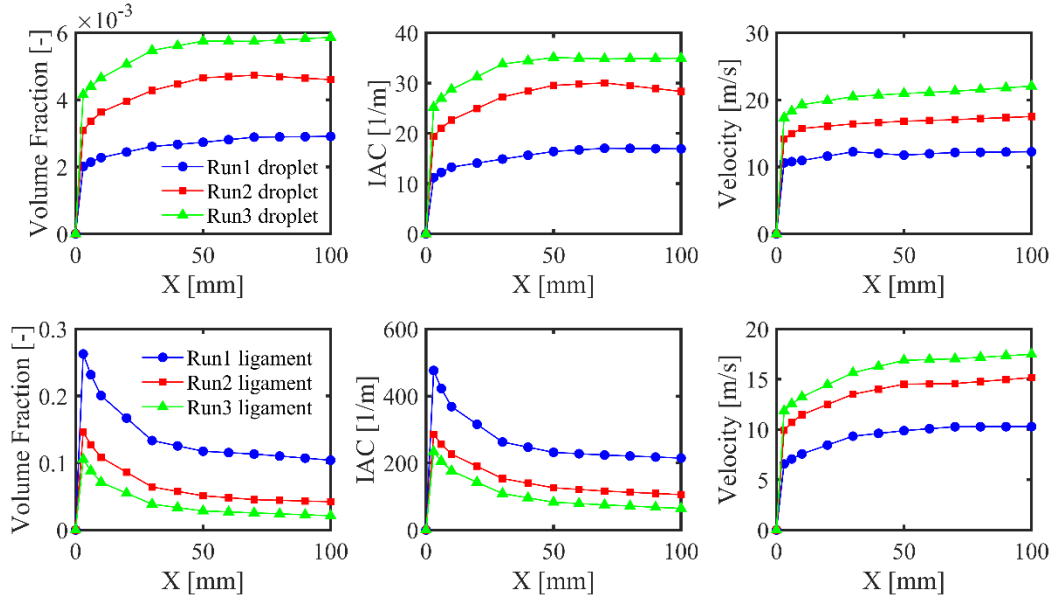 ×10⁻³
Volume Fraction [-]
6
4
2
0
Run1 droplet
Run2 droplet
Run3 droplet
0 50 100
X [mm]
IAC [1/m]
40
30
20
10
0
0 50 100
X [mm]
Velocity [m/s]
30
20
10
0
0 50 100
X [mm]
Volume Fraction [-]
0.3
0.2
0.1
0
Run1 ligament
Run2 ligament
Run3 ligament
0 50 100
X [mm]
IAC [1/m]
600
400
200
0
0 50 100
X [mm]
Velocity [m/s]
20
15
10
5
0
0 50 100
X [mm]